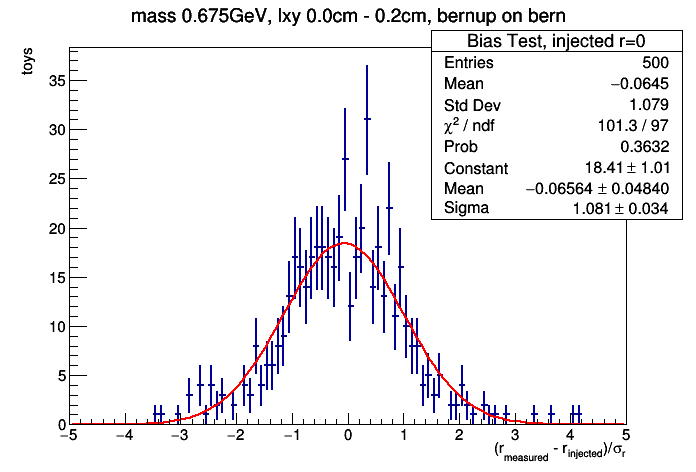 mass 0.675GeV, lxy 0.0cm - 0.2cm, bernup on bern
Bias Test, injected r=0
Entries 500
Mean −0.0645
Std Dev 1.079
χ² / ndf 101.3 / 97
Prob 0.3632
Constant 18.41 ± 1.01
Mean −0.06564 ± 0.04840
Sigma 1.081 ± 0.034
toys
35
30
25
20
15
10
5
0
−5 −4 −3 −2 −1 0 1 2 3 4 5
(r_measured - r_injected)/σ_r